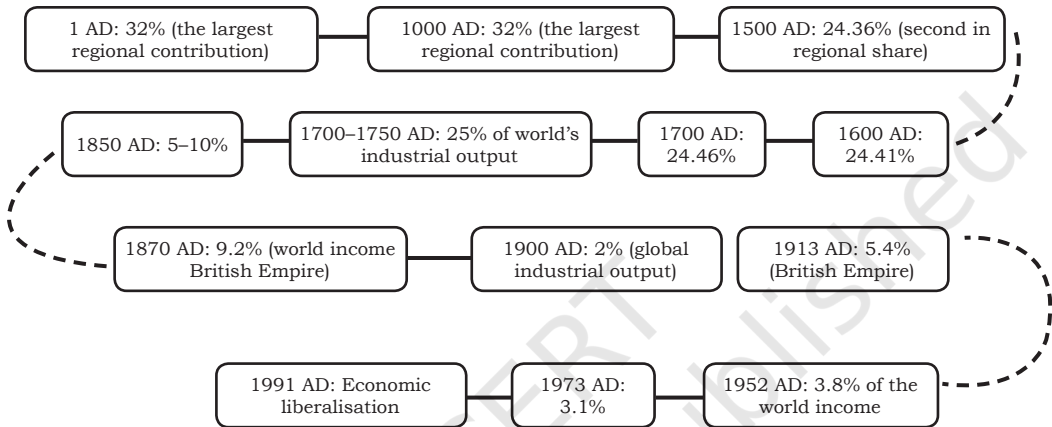 1 AD: 32% (the largest
regional contribution)
1000 AD: 32% (the largest
regional contribution)
1500 AD: 24.36% (second in
regional share)
1850 AD: 5–10%
1700–1750 AD: 25% of world’s
industrial output
1700 AD:
24.46%
1600 AD:
24.41%
1870 AD: 9.2% (world income
British Empire)
1900 AD: 2% (global
industrial output)
1913 AD: 5.4%
(British Empire)
1991 AD: Economic
liberalisation
1973 AD:
3.1%
1952 AD: 3.8% of the
world income